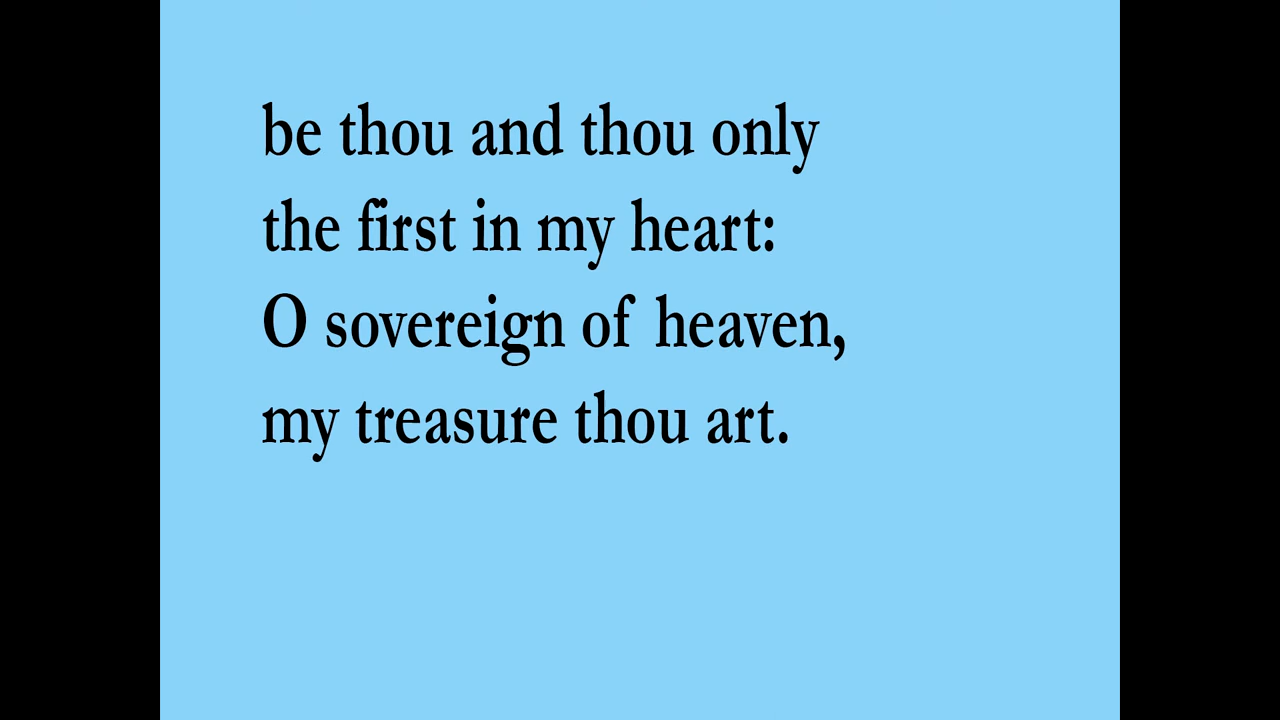 be thou and thou only
the first in my heart:
O sovereign of heaven,
my treasure thou art.